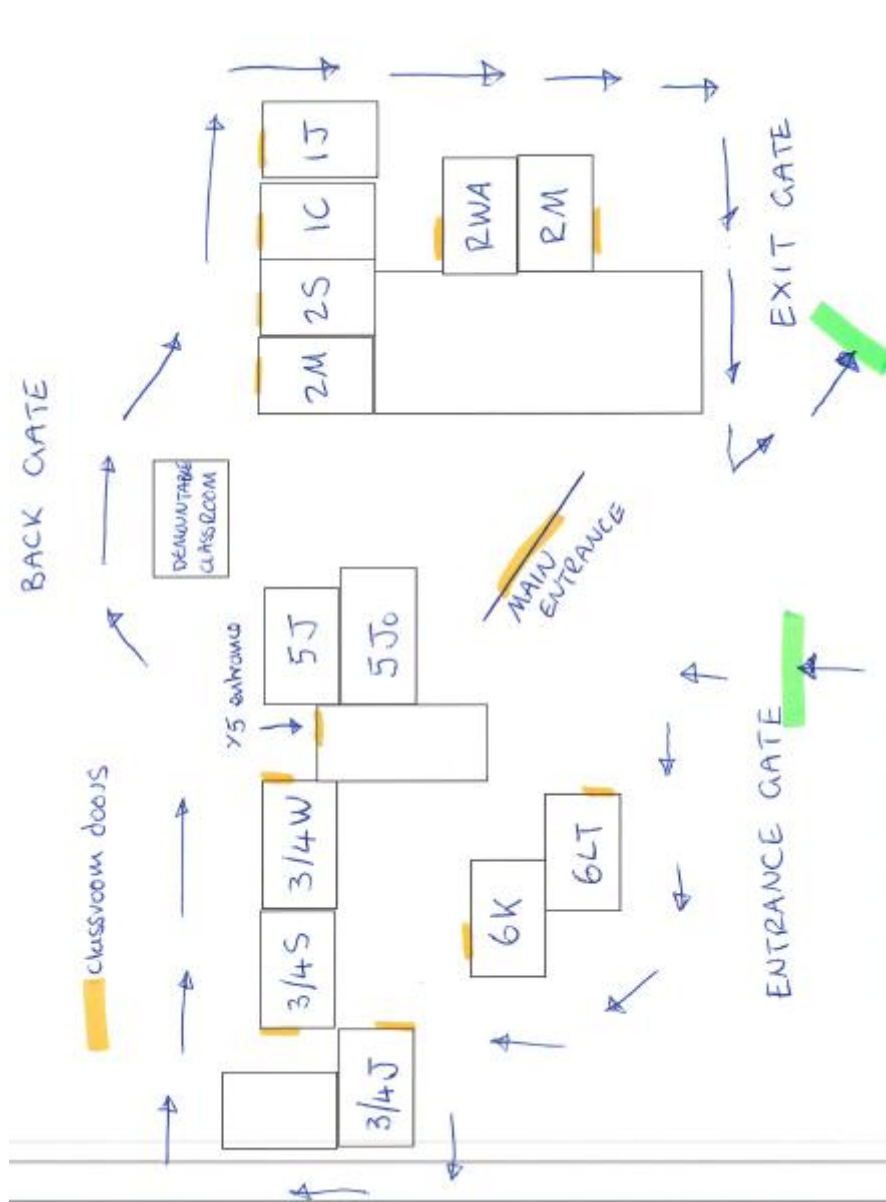 BACK GATE
classroom doors
Y5 entrance
DEMOUNTABLE
CLASSROOM
3/4J
3/4S
3/4W
5J
5Jo
2M
2S
1C
1J
6K
6LT
MAIN
ENTRANCE
RWA
RM
ENTRANCE GATE
EXIT GATE